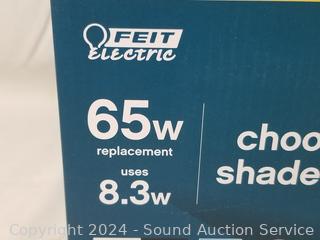 FEIT
Electric
65w
replacement
uses
8.3w
choo
shade
Copyright 2024 - Sound Auction Service